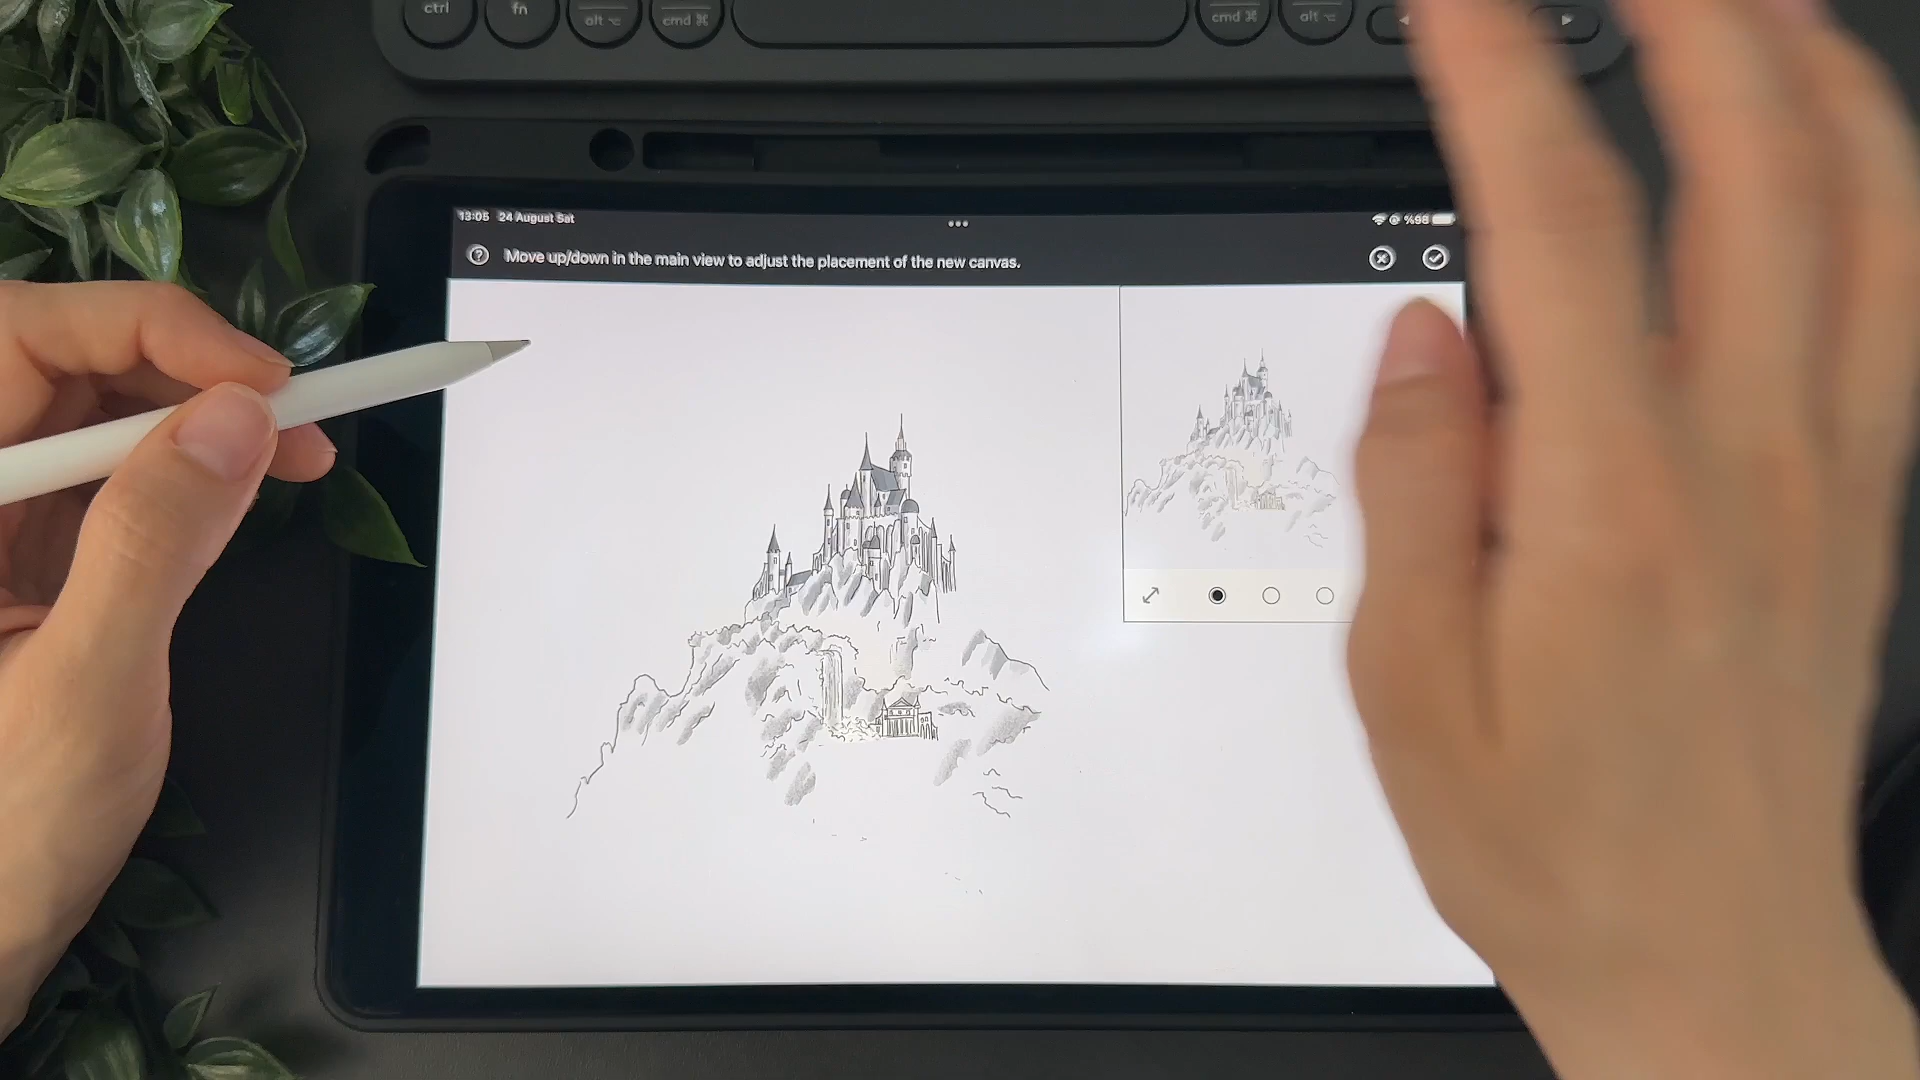 ctrl fn alt ⌥ cmd ⌘ cmd ⌘ alt ⌥
13:05 24 August Sat %98
Move up/down in the main view to adjust the placement of the new canvas.